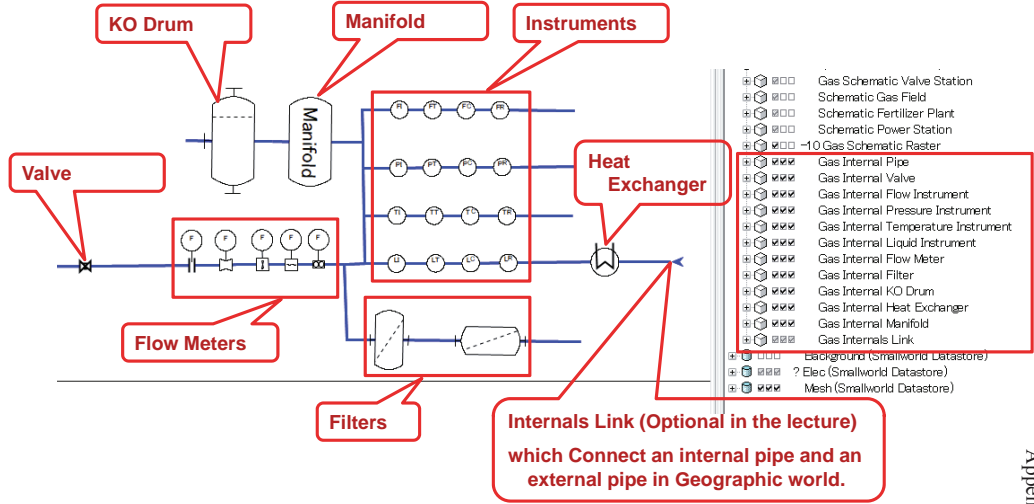 KO Drum
Manifold
Instruments
Valve
Manifold
FI FT FC FR
PI PT PC PR
TI TT TC TR
LI LT LC LR
Heat
Exchanger
F F F F F
Flow Meters
Filters
Internals Link (Optional in the lecture)
which Connect an internal pipe and an
external pipe in Geographic world.
Gas Schematic Valve Station
Schematic Gas Field
Schematic Fertilizer Plant
Schematic Power Station
-10 Gas Schematic Raster
Gas Internal Pipe
Gas Internal Valve
Gas Internal Flow Instrument
Gas Internal Pressure Instrument
Gas Internal Temperature Instrument
Gas Internal Liquid Instrument
Gas Internal Flow Meter
Gas Internal Filter
Gas Internal KO Drum
Gas Internal Heat Exchanger
Gas Internal Manifold
Gas Internals Link
Background (Smallworld Datastore)
? Elec (Smallworld Datastore)
Mesh (Smallworld Datastore)